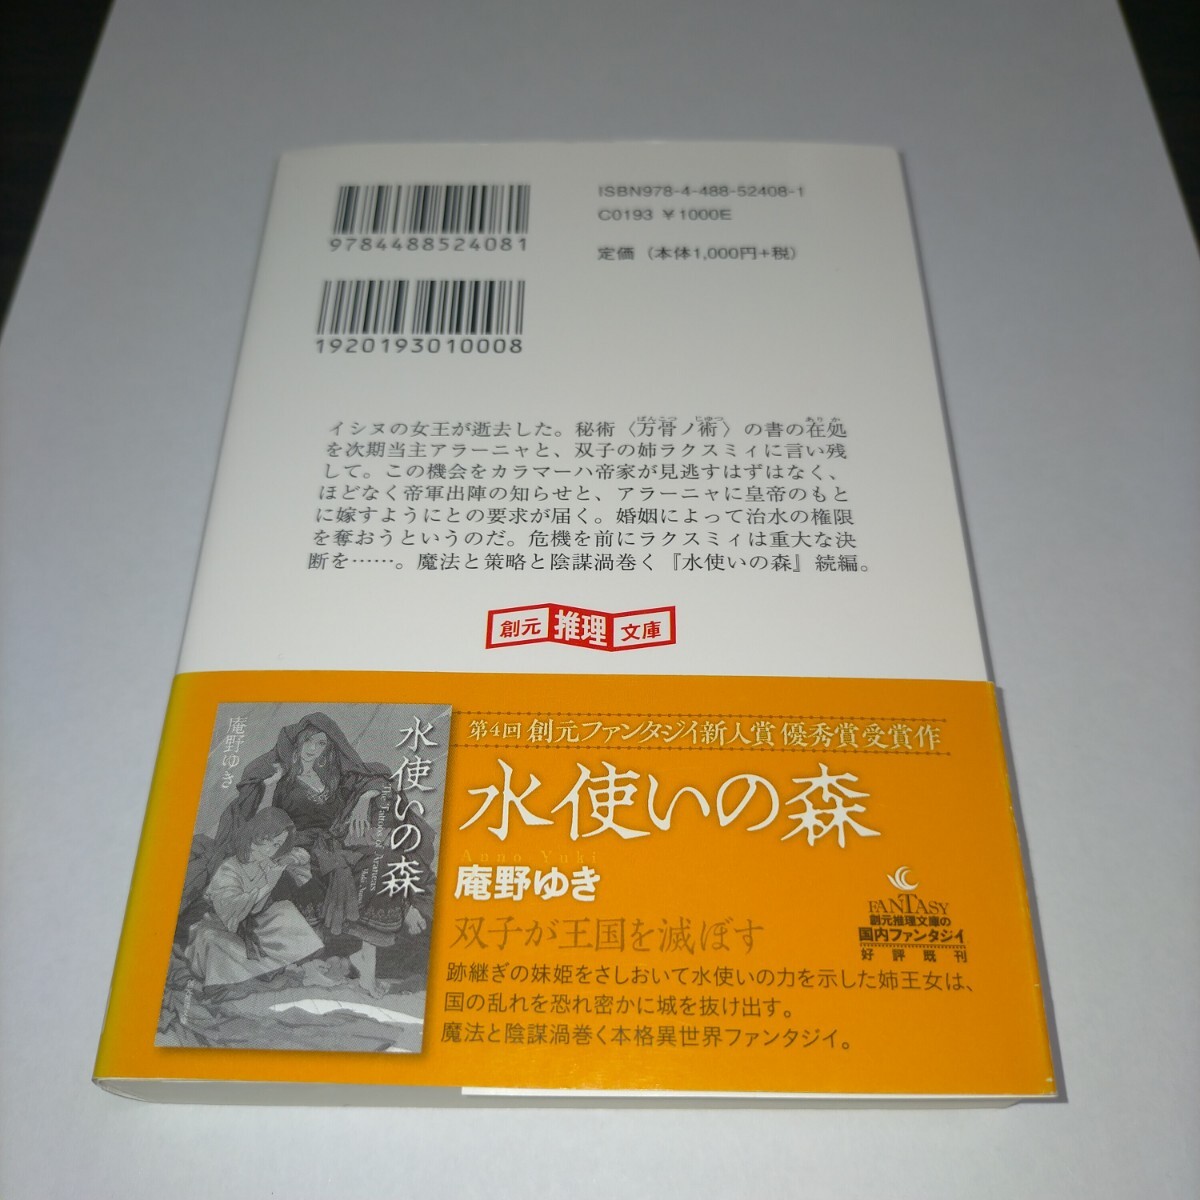 ISBN978-4-488-52408-1
C0193 ¥1000E
定価（本体1,000円+税）
9784488524081
1920193010008
イシヌの女王が逝去した。秘術〈万骨ノ術〉の書の在処
ばんこつ じゅつ ありか
を次期当主アラーニャと、双子の姉ラクスミィに言い残
して。この機会をカラマーハ帝家が見逃すはずはなく、
ほどなく帝軍出陣の知らせと、アラーニャに皇帝のもと
に嫁すようにとの要求が届く。婚姻によって治水の権限
を奪おうというのだ。危機を前にラクスミィは重大な決
断を……。魔法と策略と陰謀渦巻く『水使いの森』続編。
創元推理文庫
第4回 創元ファンタジイ新人賞 優秀賞受賞作
水使いの森
Anno Yuki
庵野ゆき
双子が王国を滅ぼす
跡継ぎの妹姫をさしおいて水使いの力を示した姉王女は、
国の乱れを恐れ密かに城を抜け出す。
魔法と陰謀渦巻く本格異世界ファンタジイ。
FANTASY
創元推理文庫の
国内ファンタジイ
好評既刊
水使いの森
庵野ゆき